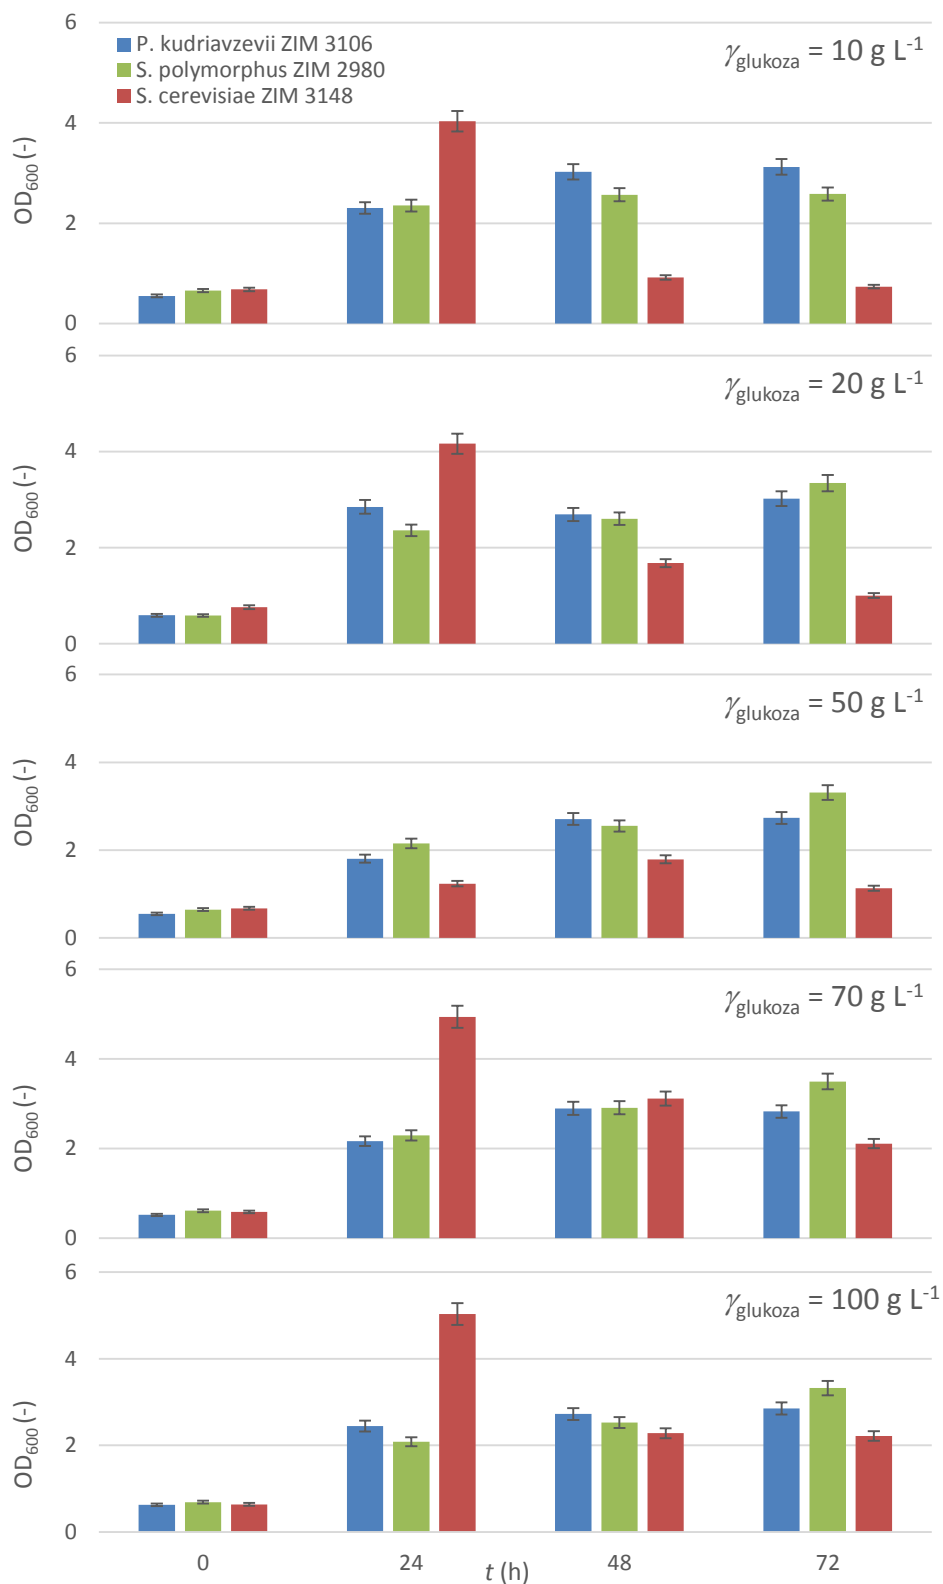 6
P. kudriavzevii ZIM 3106
S. polymorphus ZIM 2980
S. cerevisiae ZIM 3148
γglukoza = 10 g L-1
4
OD600 (-)
2
0
6
γglukoza = 20 g L-1
4
OD600 (-)
2
0
6
γglukoza = 50 g L-1
4
OD600 (-)
2
0
6
γglukoza = 70 g L-1
4
OD600 (-)
2
0
6
γglukoza = 100 g L-1
4
OD600 (-)
2
0
0 24 48 72
t (h)